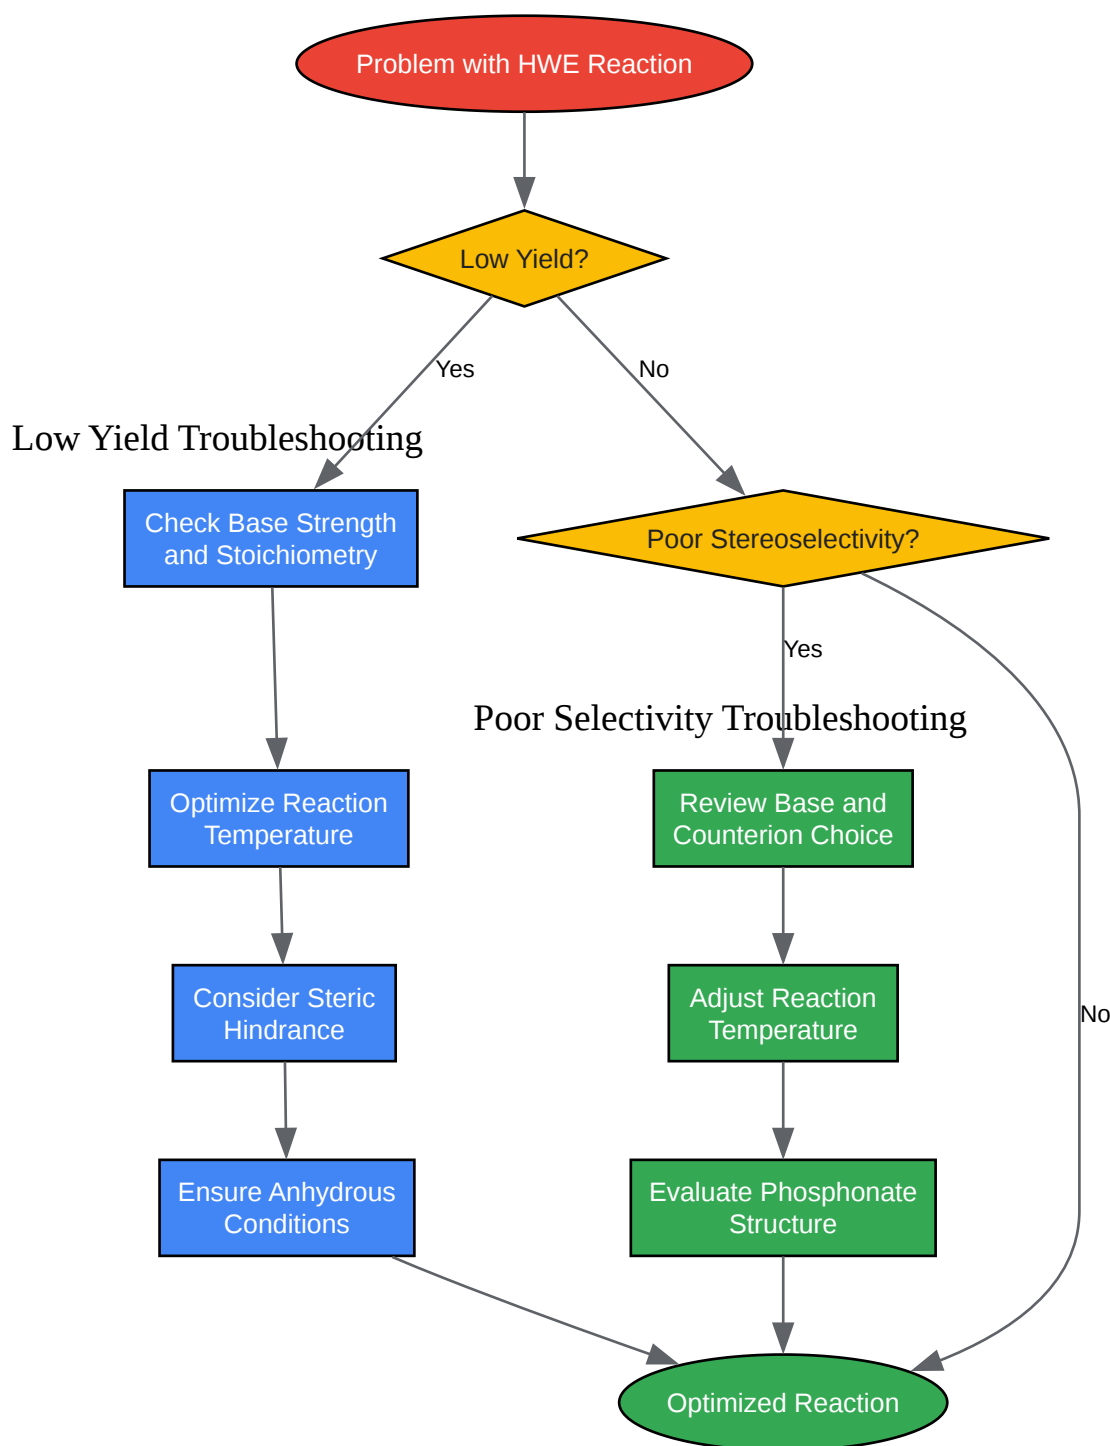 Problem with HWE Reaction
Low Yield?
Yes
No
Low Yield Troubleshooting
Check Base Strength
and Stoichiometry
Poor Stereoselectivity?
Yes
Poor Selectivity Troubleshooting
Optimize Reaction
Temperature
Review Base and
Counterion Choice
Consider Steric
Hindrance
Adjust Reaction
Temperature
No
Ensure Anhydrous
Conditions
Evaluate Phosphonate
Structure
Optimized Reaction